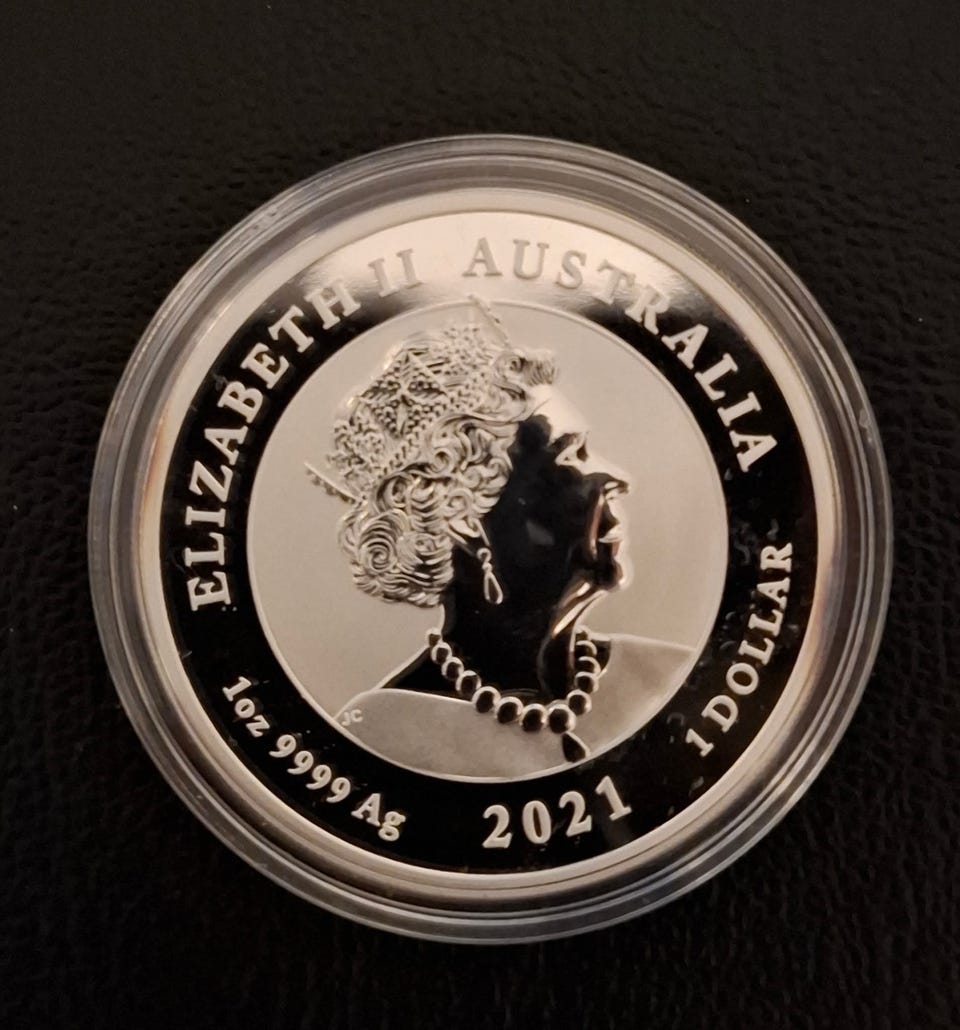 ELIZABETH II AUSTRALIA
1oz 9999 Ag
2021
1 DOLLAR
JC